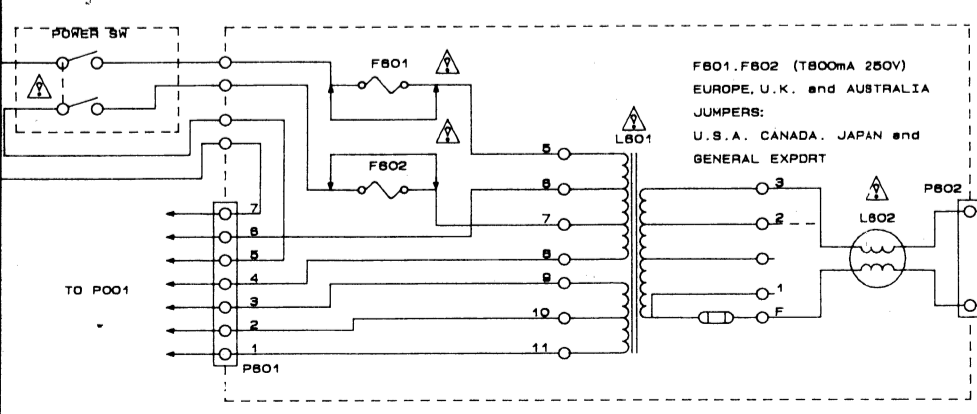 POWER SW
F601
F601.F602 (T800mA 250V)
EUROPE, U.K. and AUSTRALIA
JUMPERS:
U.S.A. CANADA. JAPAN and
GENERAL EXPORT
L601
F602
5
6
7
8
9
10
11
3
2
1
F
L602
P602
7
6
5
4
3
2
1
TO P001
P601